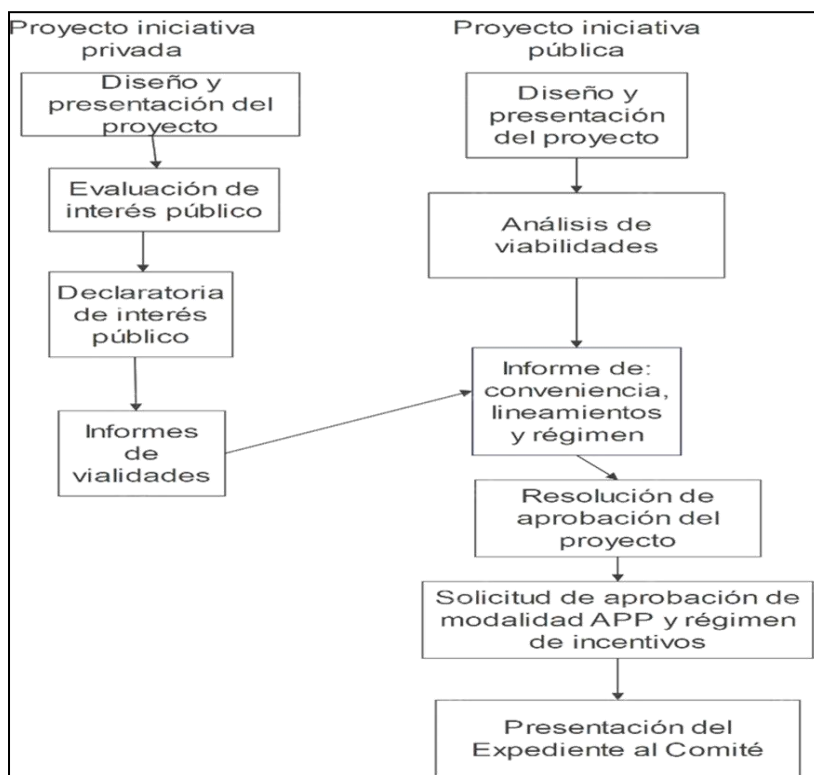 Proyecto iniciativa
privada
Diseño y
presentación del
proyecto
Evaluación de
interés público
Declaratoria
de interés
público
Informes
de
vialidades
Proyecto iniciativa
pública
Diseño y
presentación
del proyecto
Análisis de
viabilidades
Informe de:
conveniencia,
lineamientos
y régimen
Resolución de
aprobación del
proyecto
Solicitud de aprobación de
modalidad APP y régimen
de incentivos
Presentación del
Expediente al Comité